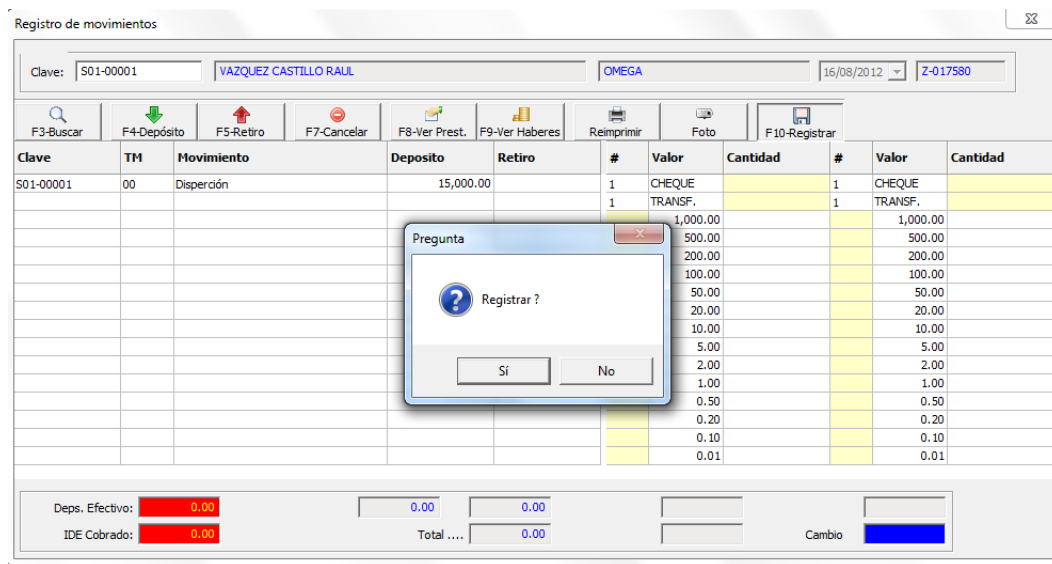 Registro de movimientos
Clave: S01-00001 VAZQUEZ CASTILLO RAUL OMEGA 16/08/2012 Z-017580
F3-Buscar F4-Depósito F5-Retiro F7-Cancelar F8-Ver Prest. F9-Ver Haberes Reimprimir Foto F10-Registrar
Clave TM Movimiento Deposito Retiro # Valor Cantidad # Valor Cantidad
S01-00001 00 Disperción 15,000.00 1 CHEQUE 1 CHEQUE
1 TRANSF. 1 TRANSF.
1,000.00 1,000.00
Pregunta 500.00 500.00
200.00 200.00
100.00 100.00
Registrar ? 50.00 50.00
20.00 20.00
10.00 10.00
5.00 5.00
Sí No 2.00 2.00
1.00 1.00
0.50 0.50
0.20 0.20
0.10 0.10
0.01 0.01
Deps. Efectivo: 0.00 0.00 0.00
IDE Cobrado: 0.00 Total .... 0.00 Cambio